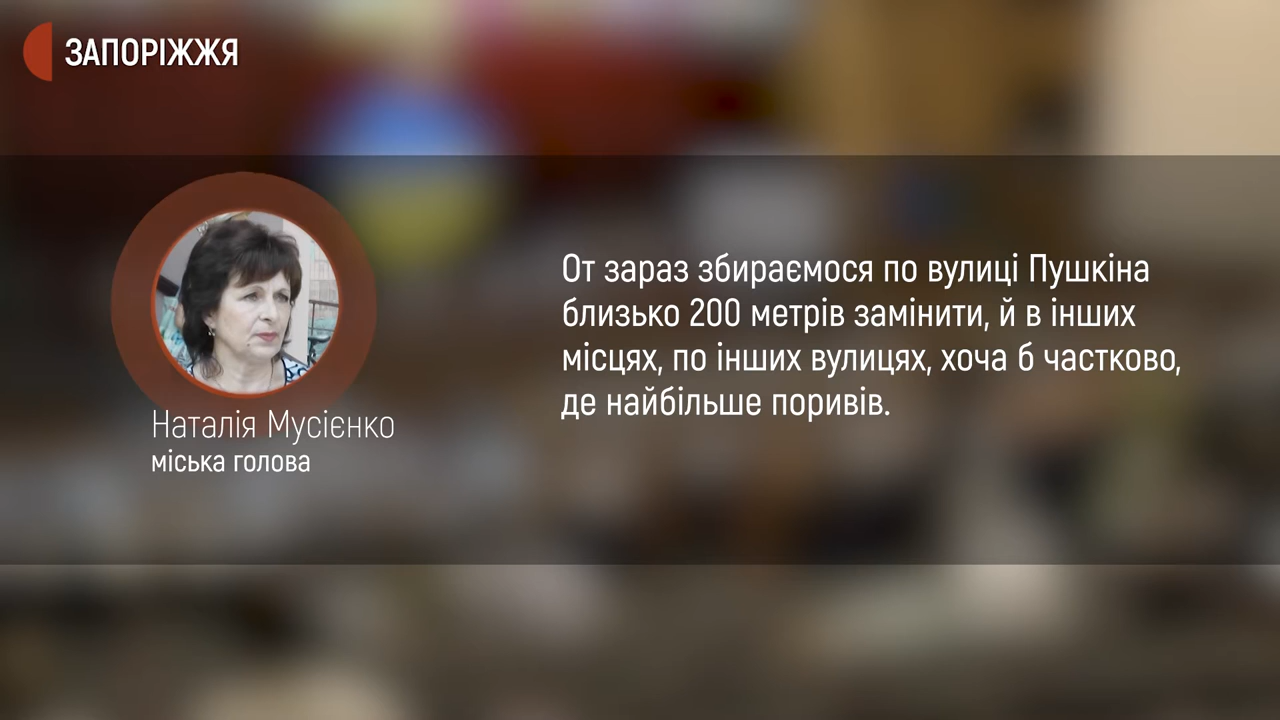 ЗАПОРІЖЖЯ
Наталія Мусієнко
міська голова
От зараз збираємося по вулиці Пушкіна
близько 200 метрів замінити, й в інших
місцях, по інших вулицях, хоча б частково,
де найбільше поривів.